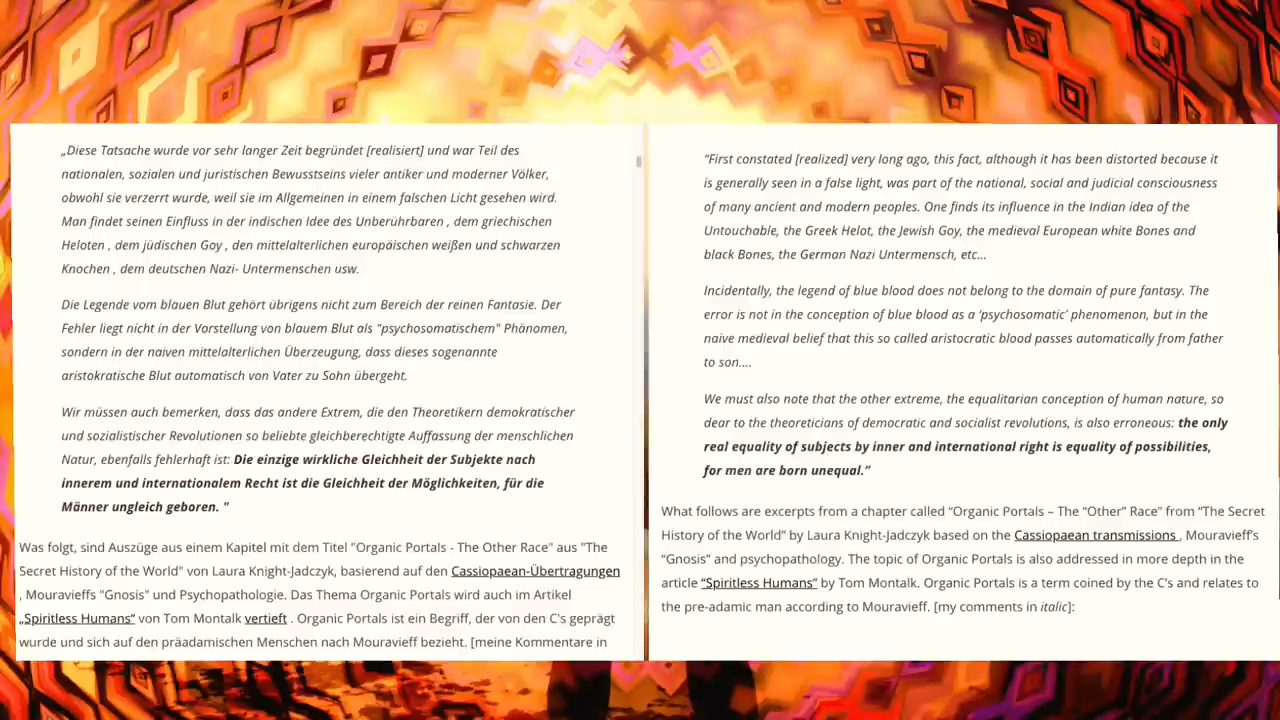 „Diese Tatsache wurde vor sehr langer Zeit begründet [realisiert] und war Teil des
nationalen, sozialen und juristischen Bewusstseins vieler antiker und moderner Völker,
obwohl sie verzerrt wurde, weil sie im Allgemeinen in einem falschen Licht gesehen wird.
Man findet seinen Einfluss in der indischen Idee des Unberührbaren , dem griechischen
Heloten , dem jüdischen Goy , den mittelalterlichen europäischen weißen und schwarzen
Knochen , dem deutschen Nazi- Untermenschen usw.
Die Legende vom blauen Blut gehört übrigens nicht zum Bereich der reinen Fantasie. Der
Fehler liegt nicht in der Vorstellung von blauem Blut als "psychosomatischem" Phänomen,
sondern in der naiven mittelalterlichen Überzeugung, dass dieses sogenannte
aristokratische Blut automatisch von Vater zu Sohn übergeht.
Wir müssen auch bemerken, dass das andere Extrem, die den Theoretikern demokratischer
und sozialistischer Revolutionen so beliebte gleichberechtigte Auffassung der menschlichen
Natur, ebenfalls fehlerhaft ist: Die einzige wirkliche Gleichheit der Subjekte nach
innerem und internationalem Recht ist die Gleichheit der Möglichkeiten, für die
Männer ungleich geboren. "
Was folgt, sind Auszüge aus einem Kapitel mit dem Titel "Organic Portals - The Other Race" aus "The
Secret History of the World" von Laura Knight-Jadczyk, basierend auf den Cassiopaean-Übertragungen
, Mouravieffs "Gnosis" und Psychopathologie. Das Thema Organic Portals wird auch im Artikel
„Spiritless Humans“ von Tom Montalk vertieft . Organic Portals ist ein Begriff, der von den C's geprägt
wurde und sich auf den präadamischen Menschen nach Mouravieff bezieht. [meine Kommentare in
“First constated [realized] very long ago, this fact, although it has been distorted because it
is generally seen in a false light, was part of the national, social and judicial consciousness
of many ancient and modern peoples. One finds its influence in the Indian idea of the
Untouchable, the Greek Helot, the Jewish Goy, the medieval European white Bones and
black Bones, the German Nazi Untermensch, etc…
Incidentally, the legend of blue blood does not belong to the domain of pure fantasy. The
error is not in the conception of blue blood as a ‘psychosomatic’ phenomenon, but in the
naive medieval belief that this so called aristocratic blood passes automatically from father
to son….
We must also note that the other extreme, the equalitarian conception of human nature, so
dear to the theoreticians of democratic and socialist revolutions, is also erroneous: the only
real equality of subjects by inner and international right is equality of possibilities,
for men are born unequal.”
What follows are excerpts from a chapter called “Organic Portals – The “Other” Race” from “The Secret
History of the World” by Laura Knight-Jadczyk based on the Cassiopaean transmissions , Mouravieff’s
“Gnosis” and psychopathology. The topic of Organic Portals is also addressed in more depth in the
article “Spiritless Humans” by Tom Montalk. Organic Portals is a term coined by the C’s and relates to
the pre-adamic man according to Mouravieff. [my comments in italic]: